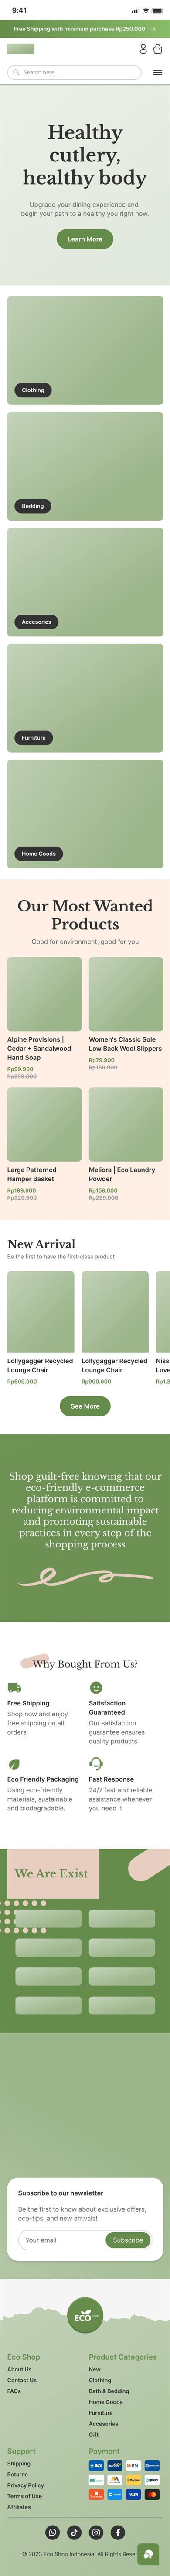 9:41
Free Shipping with minimum purchase Rp250.000
Search here...
Healthy
cutlery,
healthy body
Upgrade your dining experience and
begin your path to a healthy you right now.
Learn More
Clothing
Bedding
Accesories
Furniture
Home Goods
Our Most Wanted
Products
Good for environment, good for you
Alpine Provisions |
Cedar + Sandalwood
Hand Soap
Rp99.900
Rp259.000
Women's Classic Sole
Low Back Wool Slippers
Rp79.900
Rp159.900
Large Patterned
Hamper Basket
Rp199.900
Rp329.900
Meliora | Eco Laundry
Powder
Rp159.000
Rp259.000
New Arrival
Be the first to have the first-class product
Lollygagger Recycled
Lounge Chair
Rp699.900
Lollygagger Recycled
Lounge Chair
Rp999.900
Niss
Love
Rp1.3
See More
Shop guilt-free knowing that our
eco-friendly e-commerce
platform is committed to
reducing environmental impact
and promoting sustainable
practices in every step of the
shopping process
Why Bought From Us?
Free Shipping
Shop now and enjoy
free shipping on all
orders
Satisfaction
Guaranteed
Our satisfaction
guarantee ensures
quality products
Eco Friendly Packaging
Using eco-friendly
materials, sustainable
and biodegradable.
Fast Response
24/7 fast and reliable
assistance whenever
you need it
We Are Exist
Subscribe to our newsletter
Be the first to know about exclusive offers,
eco-tips, and new arrivals!
Your email
Subscribe
ECO
Eco Shop
About Us
Contact Us
FAQs
Product Categories
New
Clothing
Bath & Bedding
Home Goods
Furniture
Accesories
Gift
Support
Shipping
Returns
Privacy Policy
Terms of Use
Affiliates
Payment
BCA
BNI
VISA
© 2023 Eco Shop Indonesia. All Rights Reser